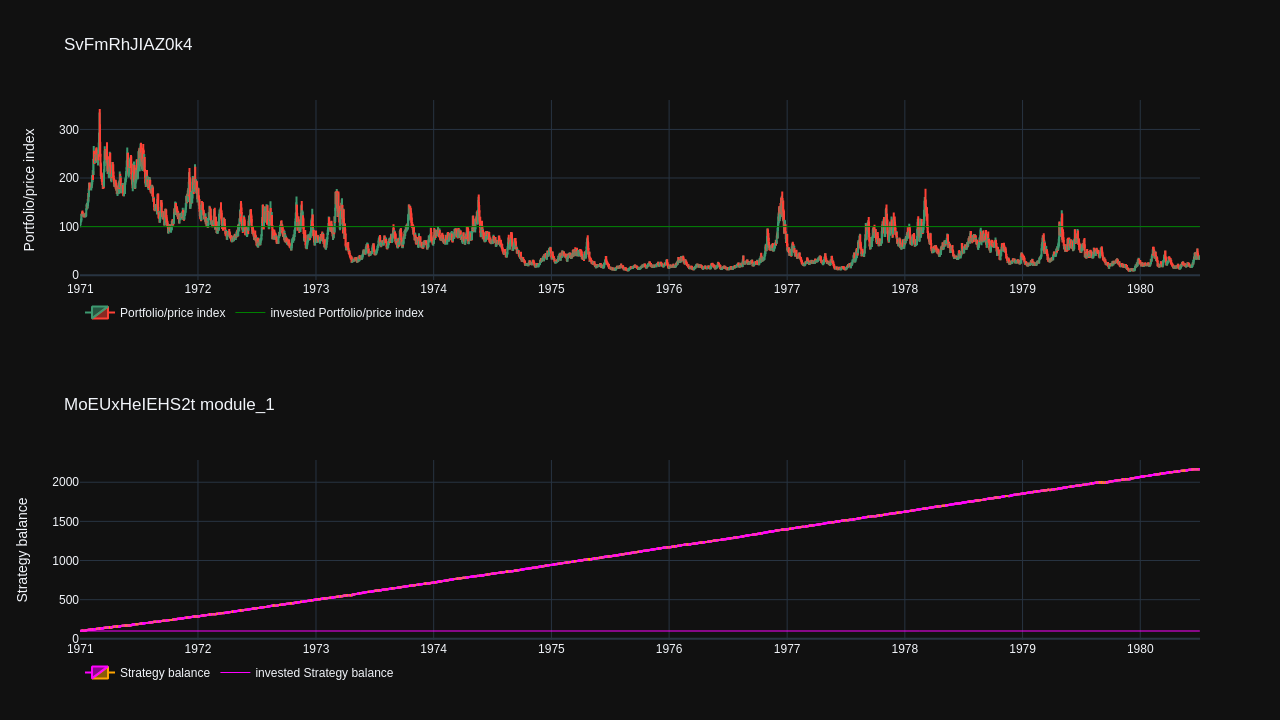 SvFmRhJIAZ0k4
Portfolio/price index
300
200
100
0
1971 1972 1973 1974 1975 1976 1977 1978 1979 1980
Portfolio/price index invested Portfolio/price index
MoEUxHeIEHS2t module_1
Strategy balance
2000
1500
1000
500
0
1971 1972 1973 1974 1975 1976 1977 1978 1979 1980
Strategy balance invested Strategy balance